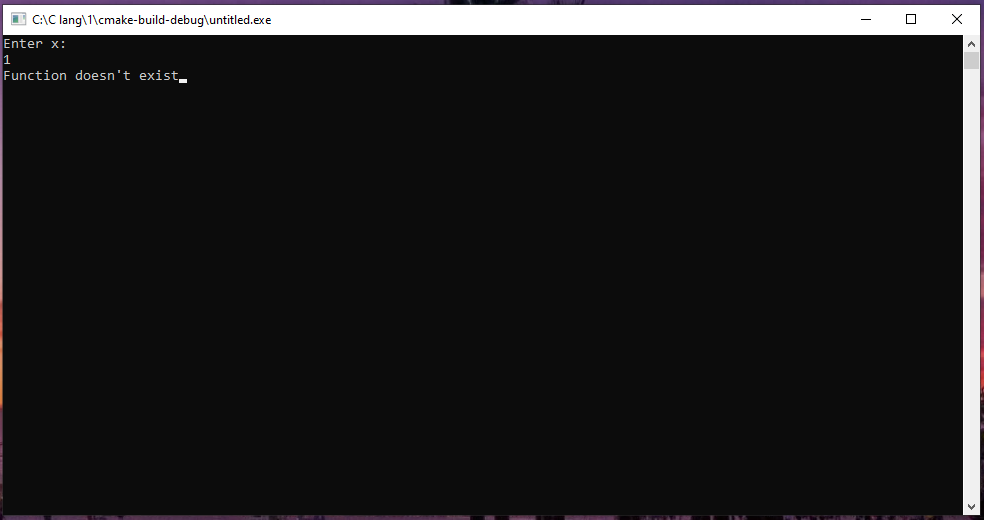 C:\C lang\1\cmake-build-debug\untitled.exe
Enter x:
1
Function doesn't exist